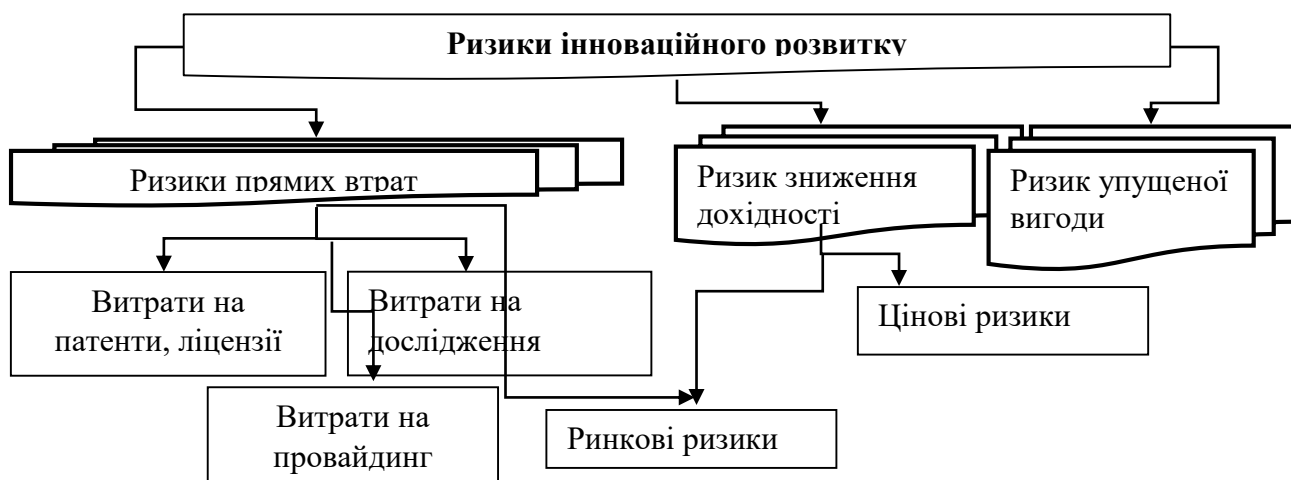 Ризики інноваційного розвитку
Ризики прямих втрат
Ризик зниження
дохідності
Ризик упущеної
вигоди
Витрати на
патенти, ліцензії
Витрати на
дослідження
Цінові ризики
Витрати на
провайдинг
Ринкові ризики